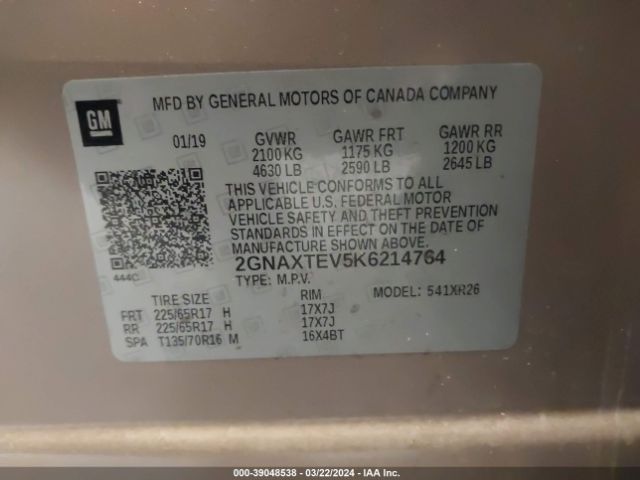 GM
MFD BY GENERAL MOTORS OF CANADA COMPANY
01/19 GVWR GAWR FRT GAWR RR
2100 KG 1175 KG 1200 KG
4630 LB 2590 LB 2645 LB
THIS VEHICLE CONFORMS TO ALL
APPLICABLE U.S. FEDERAL MOTOR
VEHICLE SAFETY AND THEFT PREVENTION
STANDARDS IN EFFECT ON THE DATE OF
MANUFACTURE SHOWN ABOVE.
2GNAXTEV5K6214764
444C TYPE: M.P.V.
TIRE SIZE RIM MODEL: 541XR26
FRT 225/65R17 H 17X7J
RR 225/65R17 H 17X7J
SPA T135/70R16 M 16X4BT
000-39048538 - 03/22/2024 - IAA Inc.